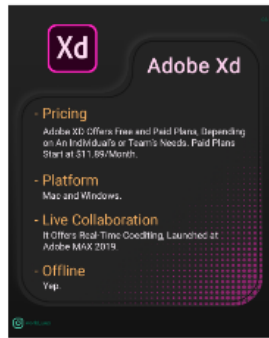 Xd
Adobe Xd
- Pricing
Adobe XD Offers Free and Paid Plans, Depending
on An Individual's or Team's Needs. Paid Plans
Start at $11.89/Month.
- Platform
Mac and Windows.
- Live Collaboration
It Offers Real-Time Coediting, Launched at
Adobe MAX 2019.
- Offline
Yep.